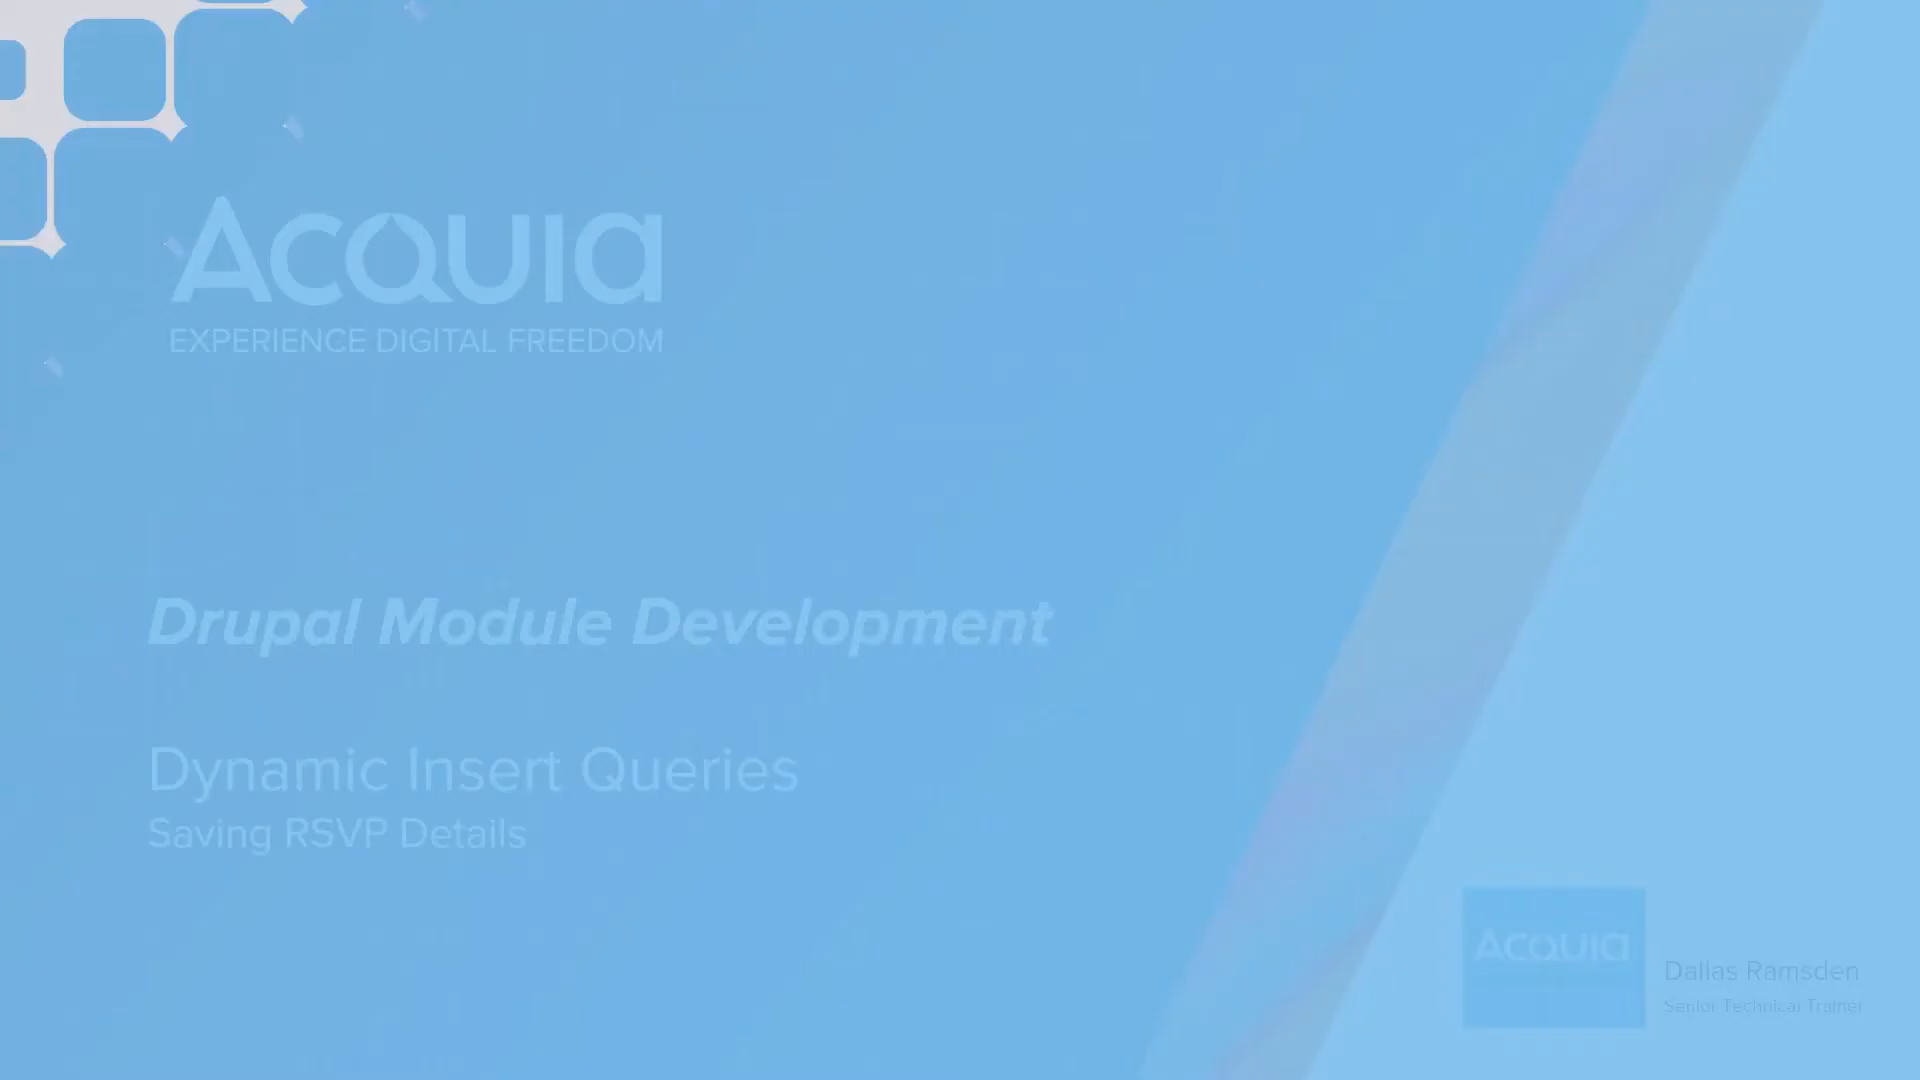 Acquia
EXPERIENCE DIGITAL FREEDOM
Drupal Module Development
Dynamic Insert Queries
Saving RSVP Details
Acquia
Dallas Ramsden
Senior Technical Trainer